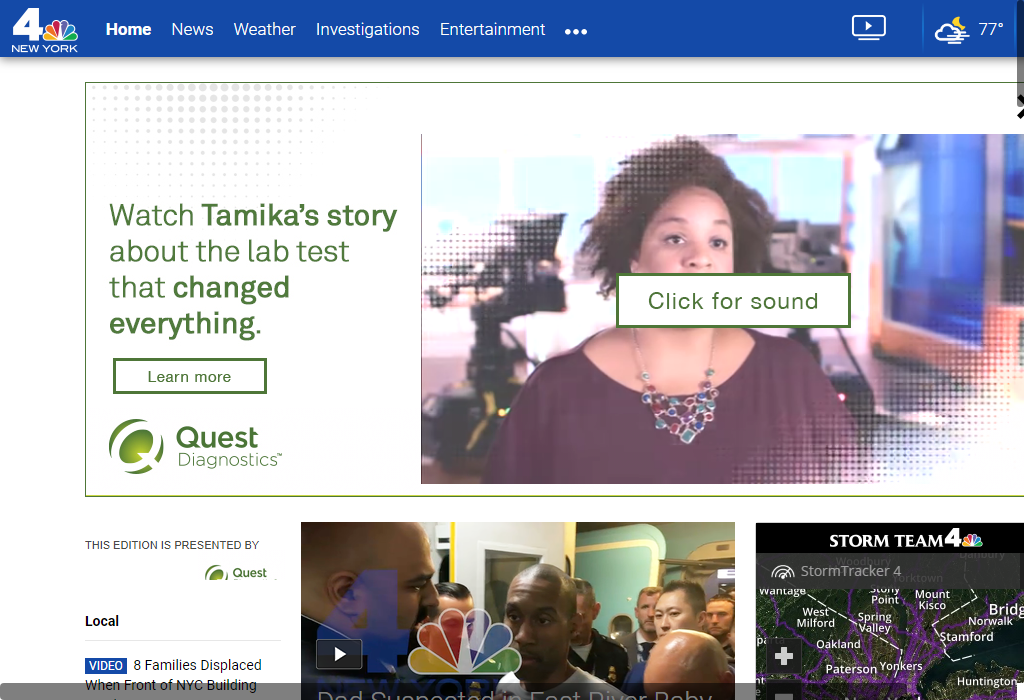 4
NEW YORK
Home News Weather Investigations Entertainment •••
77°
Watch Tamika's story
about the lab test
that changed
everything.
Click for sound
Learn more
Quest
Diagnostics™
THIS EDITION IS PRESENTED BY
Quest
Local
VIDEO 8 Families Displaced
When Front of NYC Building
4
Dad Suspected in East River Baby
STORM TEAM 4
StormTracker 4
Woodbury
Danbury
Yorktown
Wantage
Stony
Point
Mount
Kisco
West
Milford
Spring
Valley
Norwalk
Stamford
Oakland
Paterson
Yonkers
Huntington